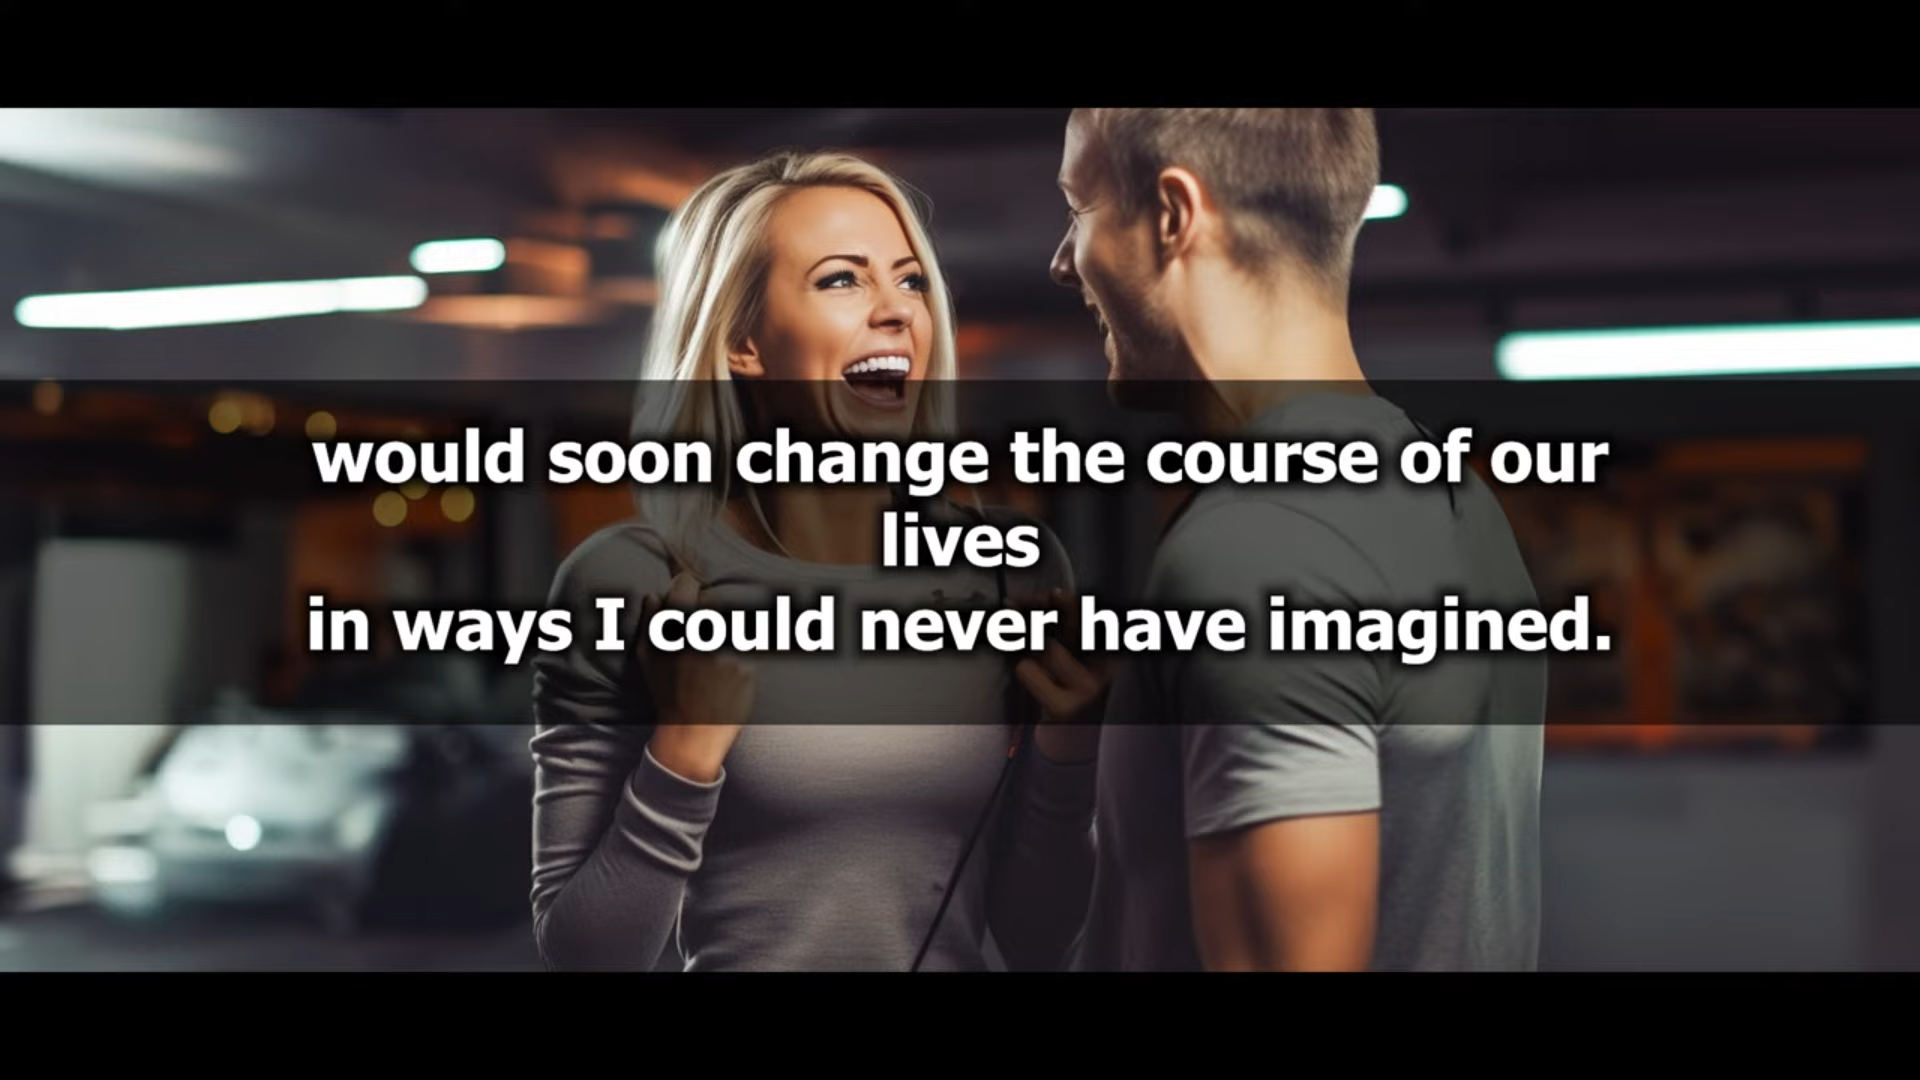 would soon change the course of our
lives
in ways I could never have imagined.